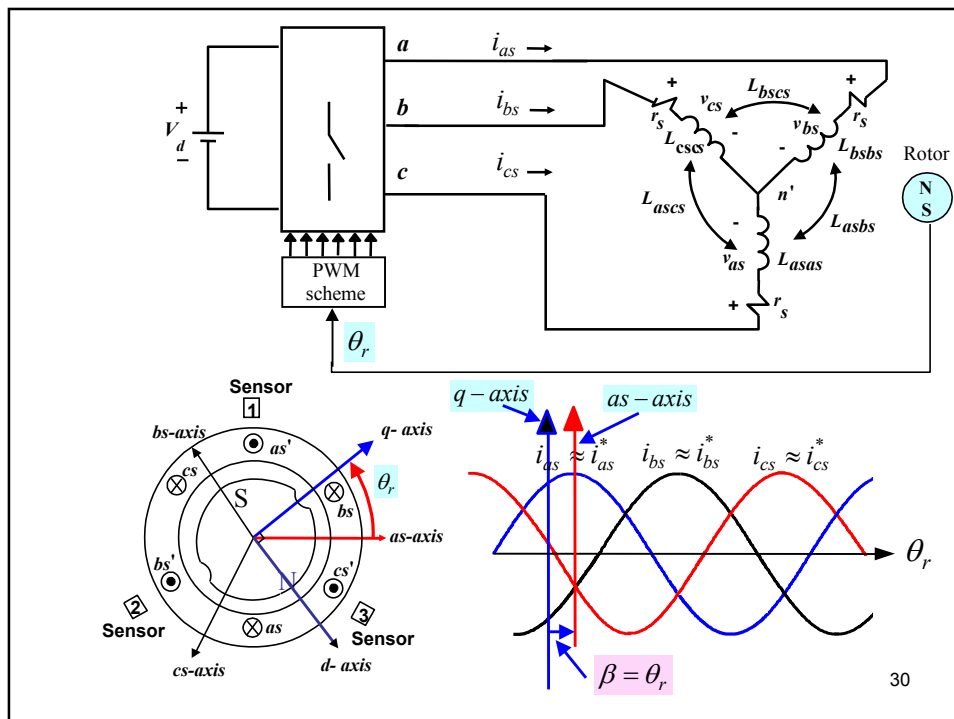 a
i_as
b
i_bs
c
i_cs
+
V_d
−
PWM
scheme
θ_r
+
v_cs
r_s
-
L_cscs
L_bscs
+
v_bs
r_s
-
L_bsbs
L_ascs
n'
L_asbs
-
v_as
L_asas
+
r_s
Rotor
N
S
Sensor
1
bs-axis
as'
q- axis
cs
S
θ_r
bs
as-axis
bs'
N
cs'
2
Sensor
as
3
Sensor
cs-axis
d- axis
q − axis
as − axis
i_as ≈ i*_as
i_bs ≈ i*_bs
i_cs ≈ i*_cs
θ_r
β = θ_r
30